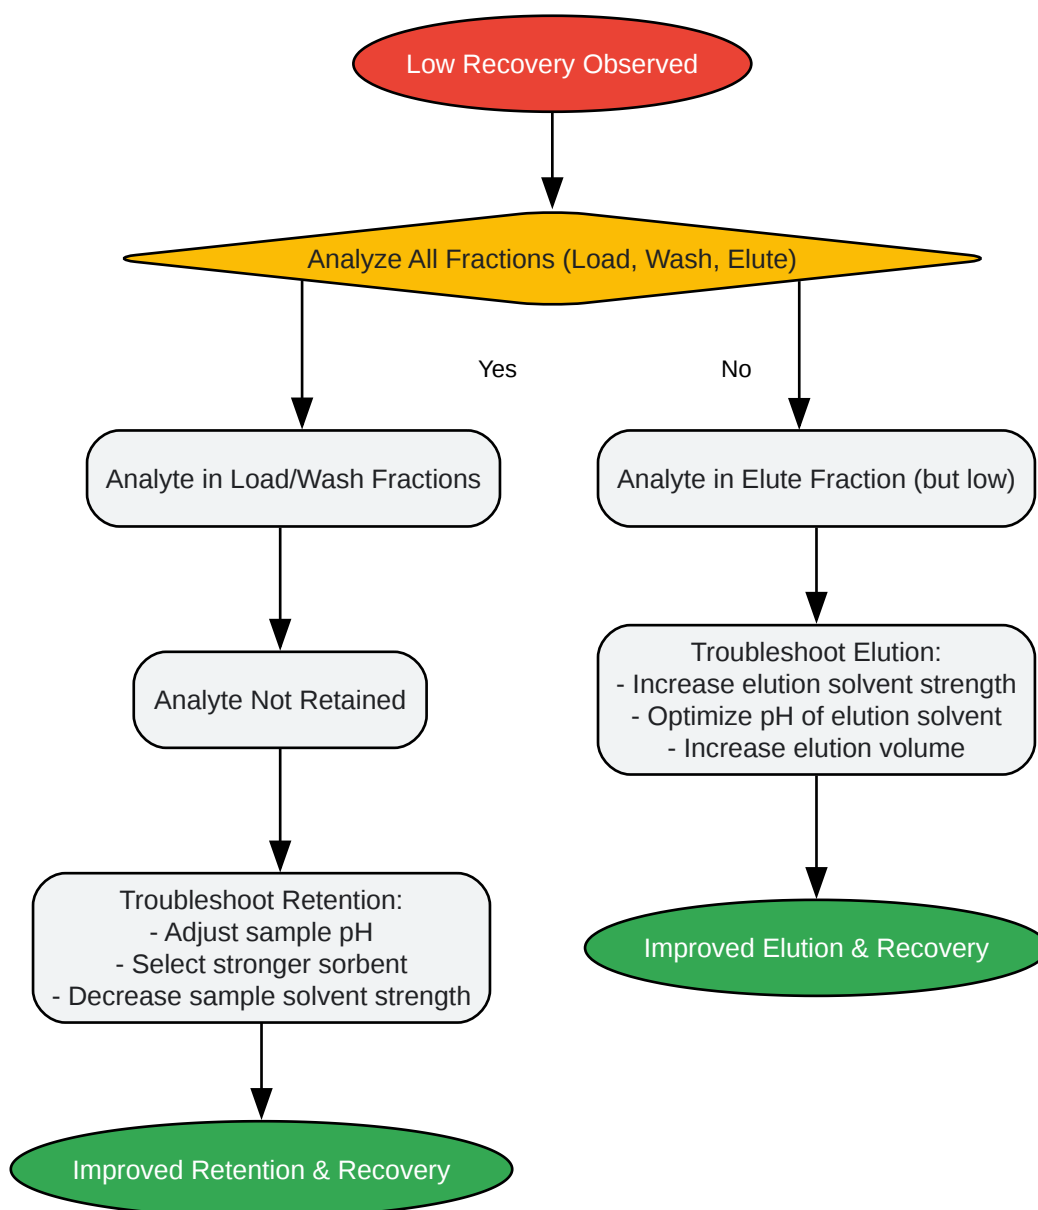 Low Recovery Observed
Analyze All Fractions (Load, Wash, Elute)
Yes
No
Analyte in Load/Wash Fractions
Analyte in Elute Fraction (but low)
Analyte Not Retained
Troubleshoot Elution:
- Increase elution solvent strength
- Optimize pH of elution solvent
- Increase elution volume
Troubleshoot Retention:
- Adjust sample pH
- Select stronger sorbent
- Decrease sample solvent strength
Improved Elution & Recovery
Improved Retention & Recovery